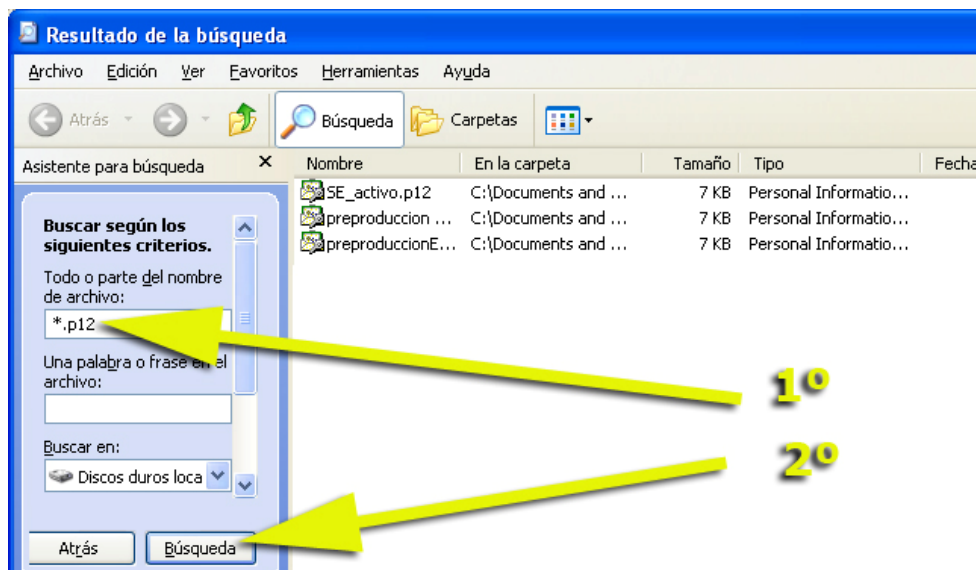 Resultado de la búsqueda
Archivo Edición Ver Favoritos Herramientas Ayuda
Atrás Búsqueda Carpetas
Asistente para búsqueda
Buscar según los
siguientes criterios.
Todo o parte del nombre
de archivo:
*.p12
Una palabra o frase en el
archivo:
Buscar en:
Discos duros loca
Atrás Búsqueda
Nombre En la carpeta Tamaño Tipo Fecha
SE_activo.p12 C:\Documents and ... 7 KB Personal Informatio...
preproduccion ... C:\Documents and ... 7 KB Personal Informatio...
preproduccionE... C:\Documents and ... 7 KB Personal Informatio...
1º
2º